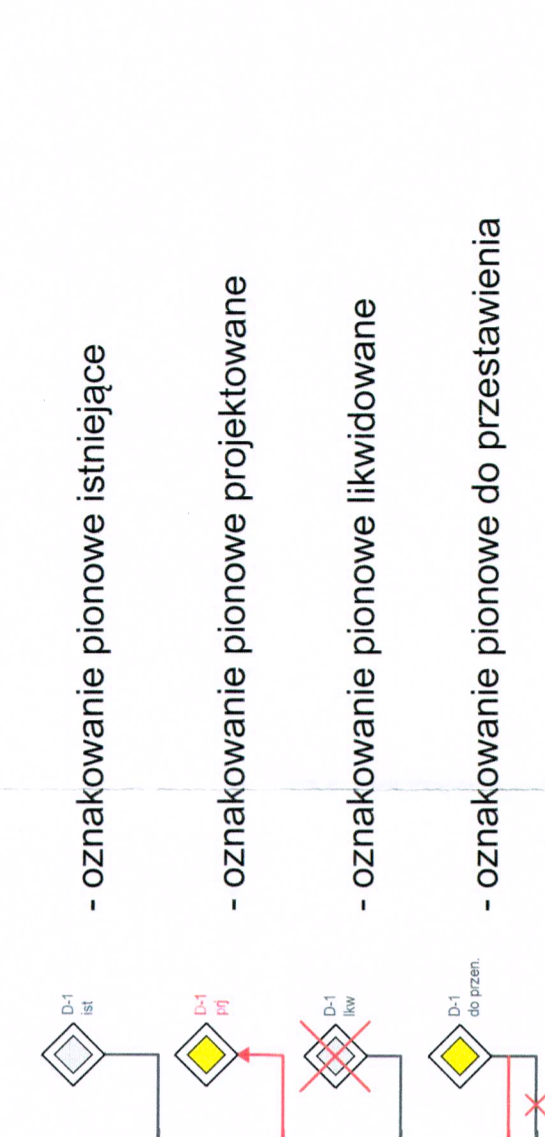 D-1
ist
- oznakowanie pionowe istniejące
D-1
prj
- oznakowanie pionowe projektowane
D-1
lkw
- oznakowanie pionowe likwidowane
D-1
do przen.
- oznakowanie pionowe do przestawienia